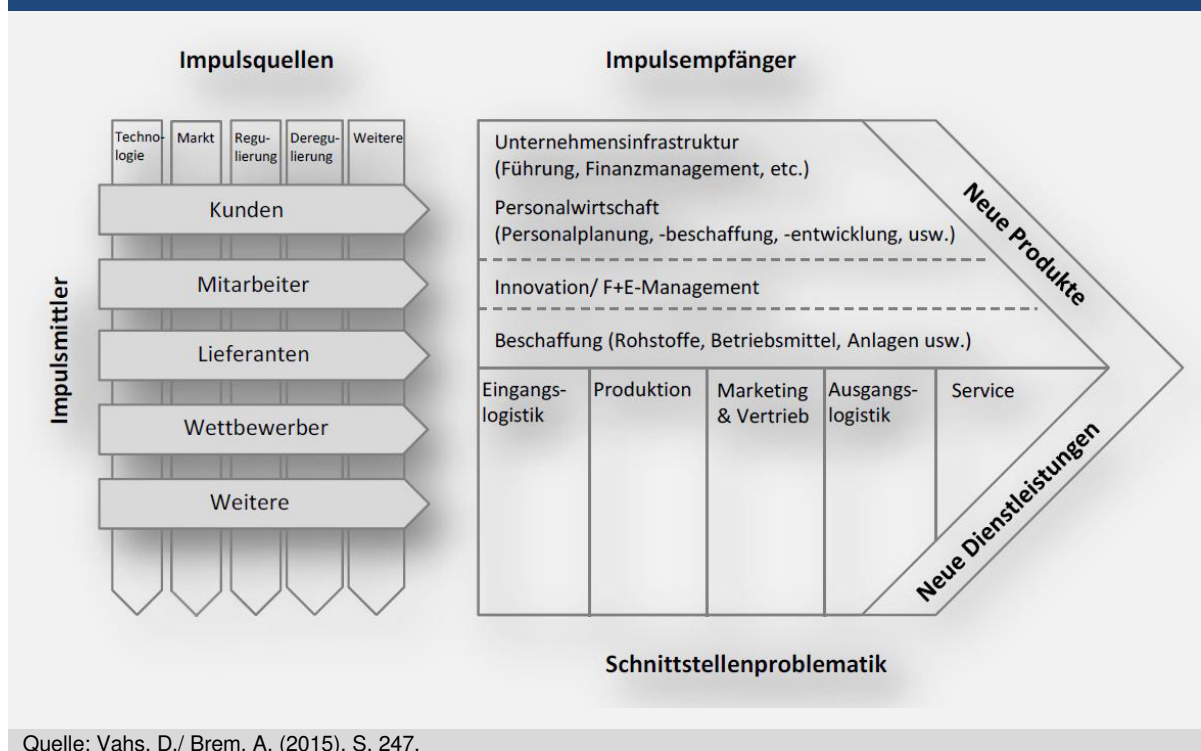 Impulsquellen
Impulsempfänger
Techno-
logie
Markt
Regu-
lierung
Deregu-
lierung
Weitere
Impulsmittler
Kunden
Mitarbeiter
Lieferanten
Wettbewerber
Weitere
Unternehmensinfrastruktur
(Führung, Finanzmanagement, etc.)
Personalwirtschaft
(Personalplanung, -beschaffung, -entwicklung, usw.)
Innovation/ F+E-Management
Beschaffung (Rohstoffe, Betriebsmittel, Anlagen usw.)
Eingangs-
logistik
Produktion
Marketing
& Vertrieb
Ausgangs-
logistik
Service
Neue Produkte
Neue Dienstleistungen
Schnittstellenproblematik
Quelle: Vahs, D./ Brem, A. (2015), S. 247.